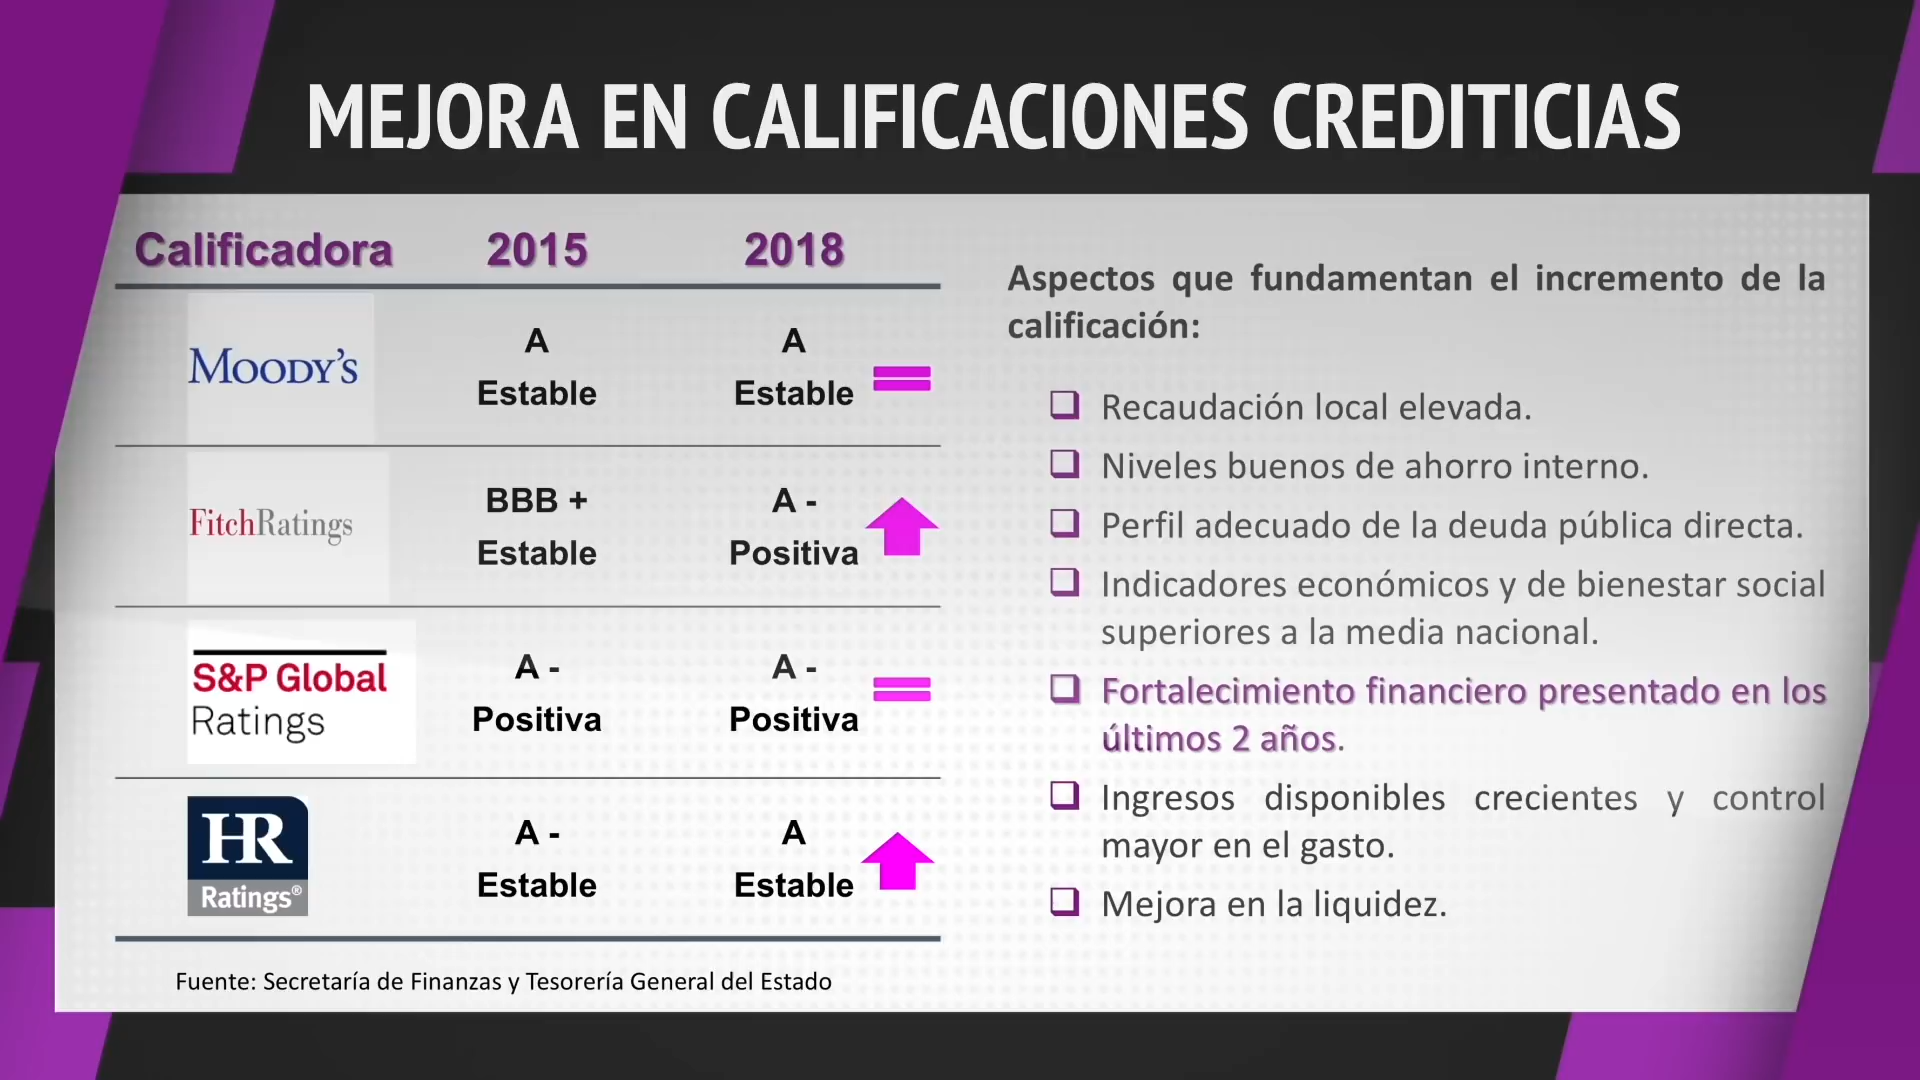 MEJORA EN CALIFICACIONES CREDITICIAS
Calificadora 2015 2018
MOODY'S
A
Estable
A
Estable
FitchRatings
BBB +
Estable
A -
Positiva
S&P Global
Ratings
A -
Positiva
A -
Positiva
HR
Ratings®
A -
Estable
A
Estable
Fuente: Secretaría de Finanzas y Tesorería General del Estado
Aspectos que fundamentan el incremento de la
calificación:
Recaudación local elevada.
Niveles buenos de ahorro interno.
Perfil adecuado de la deuda pública directa.
Indicadores económicos y de bienestar social
superiores a la media nacional.
Fortalecimiento financiero presentado en los
últimos 2 años.
Ingresos disponibles crecientes y control
mayor en el gasto.
Mejora en la liquidez.